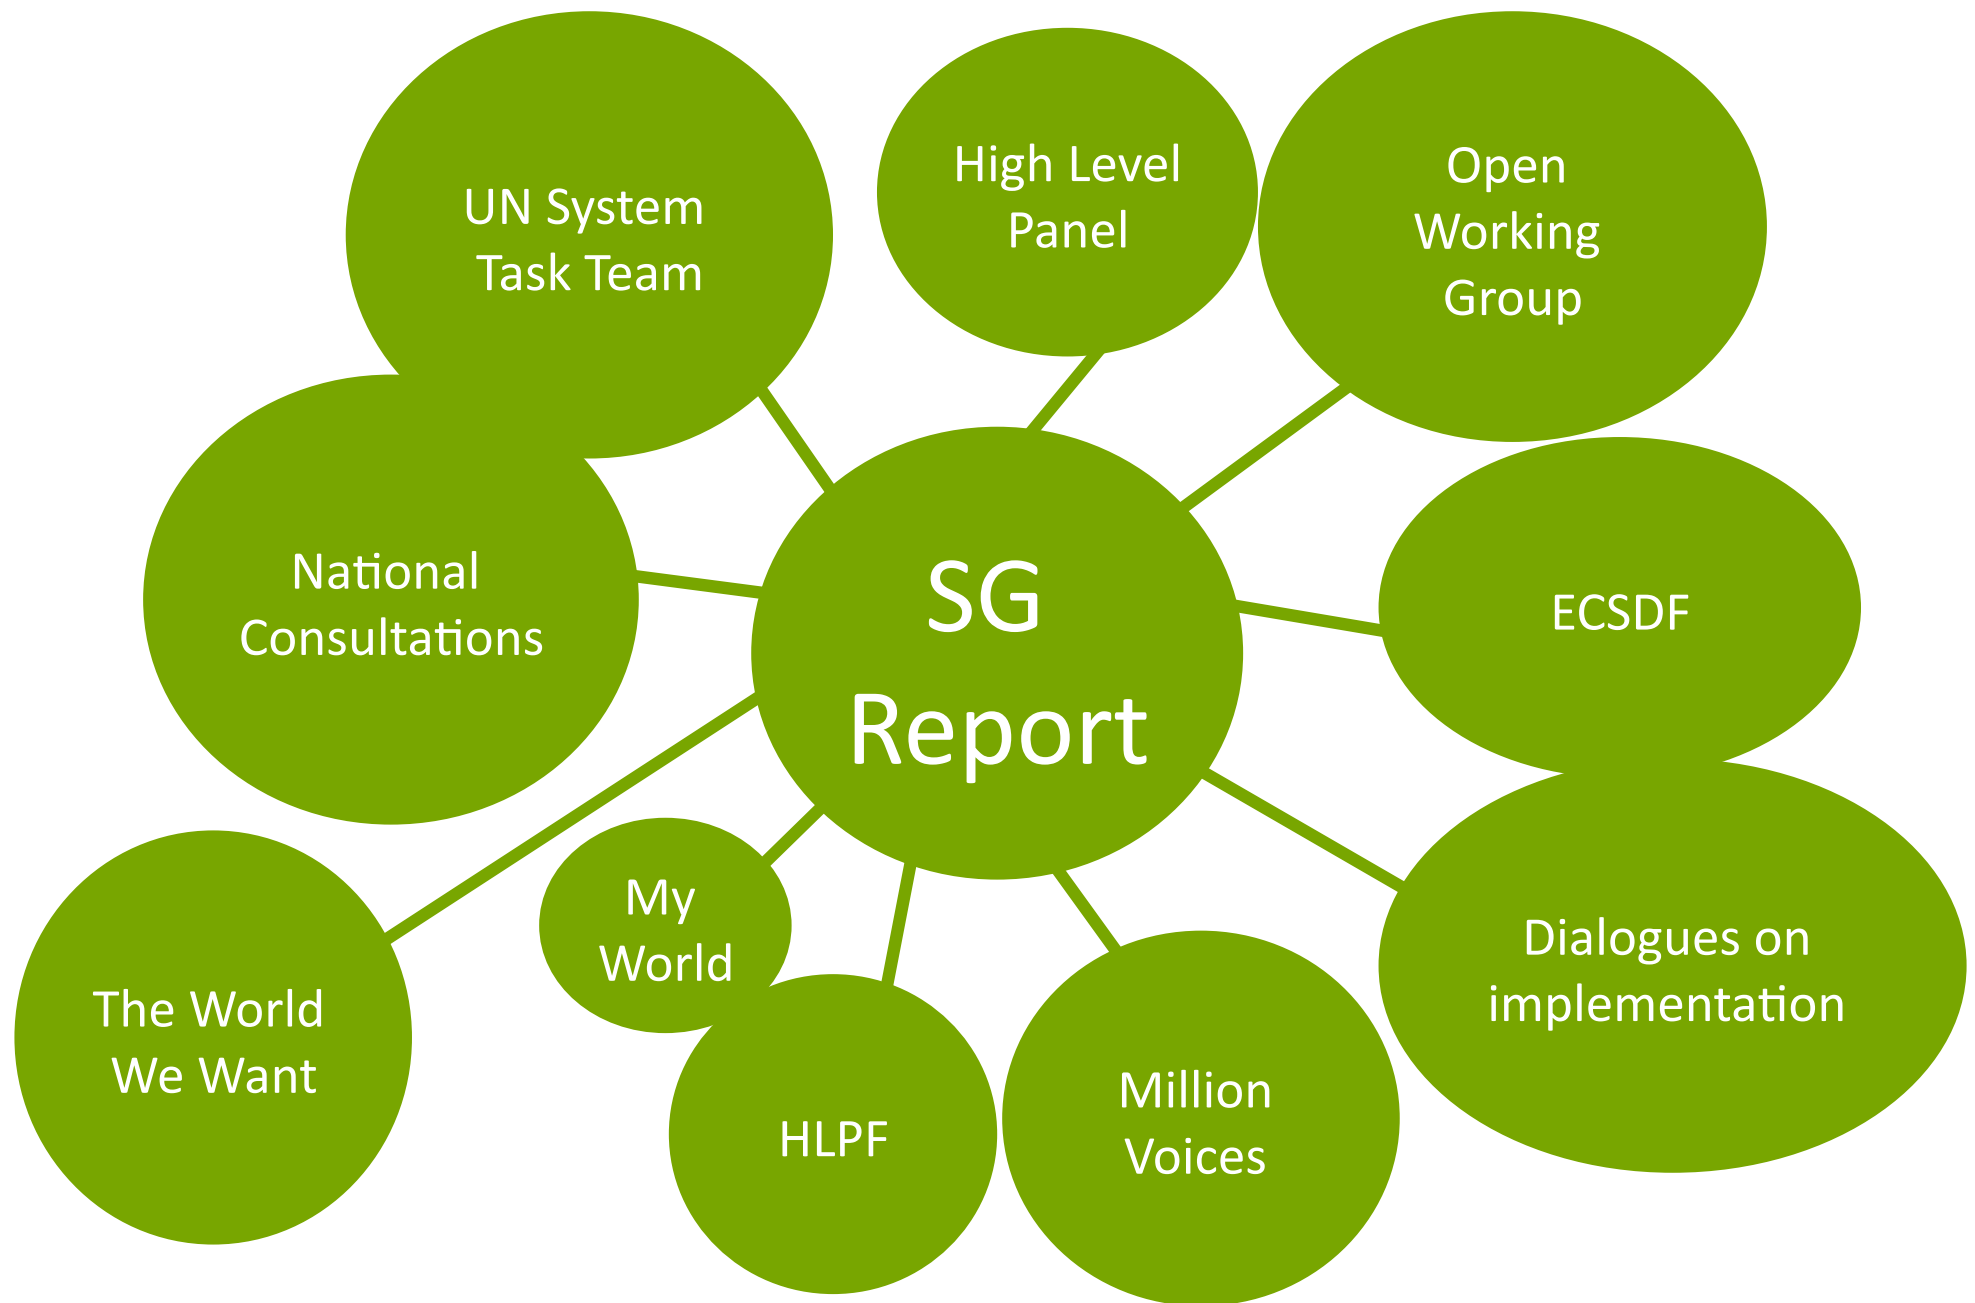 UN System
Task Team
High Level
Panel
Open
Working
Group
National
Consultations
SG
Report
ECSDF
The World
We Want
My
World
HLPF
Million
Voices
Dialogues on
implementation